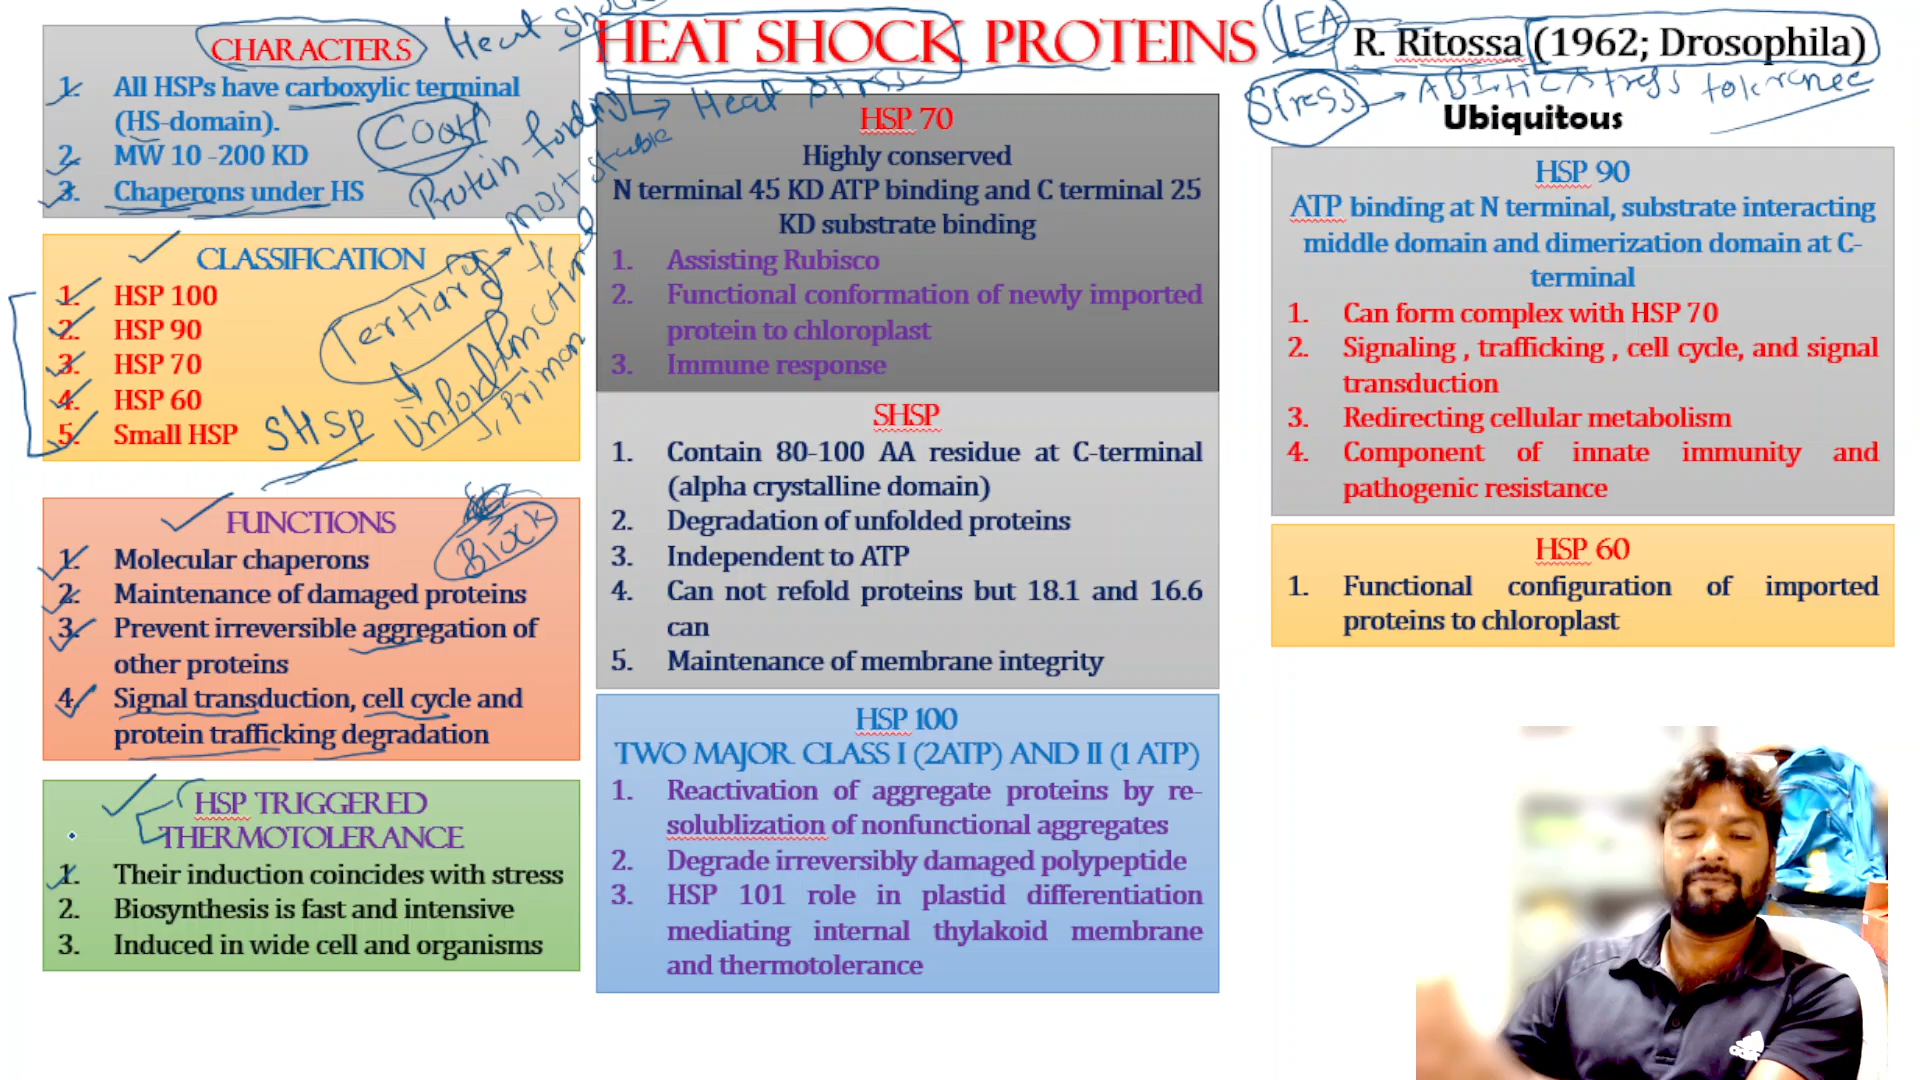 HEAT SHOCK PROTEINS
R. Ritossa (1962; Drosophila)
Ubiquitous
LEA
Stress → ABiotic Stress tolerance
Heat Shock
Heat Stress
CHARACTERS
1. All HSPs have carboxylic terminal
(HS-domain).
2. MW 10 -200 KD
3. Chaperons under HS
COOH
Protein folding
most stable
CLASSIFICATION
1. HSP 100
2. HSP 90
3. HSP 70
4. HSP 60
5. Small HSP
SHSP
Tertiary
FUNCTIONS
1. Molecular chaperons
2. Maintenance of damaged proteins
3. Prevent irreversible aggregation of
other proteins
4. Signal transduction, cell cycle and
protein trafficking degradation
Block
HSP TRIGGERED
THERMOTOLERANCE
1. Their induction coincides with stress
2. Biosynthesis is fast and intensive
3. Induced in wide cell and organisms
HSP 70
Highly conserved
N terminal 45 KD ATP binding and C terminal 25
KD substrate binding
1. Assisting Rubisco
2. Functional conformation of newly imported
protein to chloroplast
3. Immune response
SHSP
1. Contain 80-100 AA residue at C-terminal
(alpha crystalline domain)
2. Degradation of unfolded proteins
3. Independent to ATP
4. Can not refold proteins but 18.1 and 16.6
can
5. Maintenance of membrane integrity
HSP 100
TWO MAJOR CLASS I (2ATP) AND II (1 ATP)
1. Reactivation of aggregate proteins by re-
solublization of nonfunctional aggregates
2. Degrade irreversibly damaged polypeptide
3. HSP 101 role in plastid differentiation
mediating internal thylakoid membrane
and thermotolerance
HSP 90
ATP binding at N terminal, substrate interacting
middle domain and dimerization domain at C-
terminal
1. Can form complex with HSP 70
2. Signaling , trafficking , cell cycle, and signal
transduction
3. Redirecting cellular metabolism
4. Component of innate immunity and
pathogenic resistance
HSP 60
1. Functional configuration of imported
proteins to chloroplast